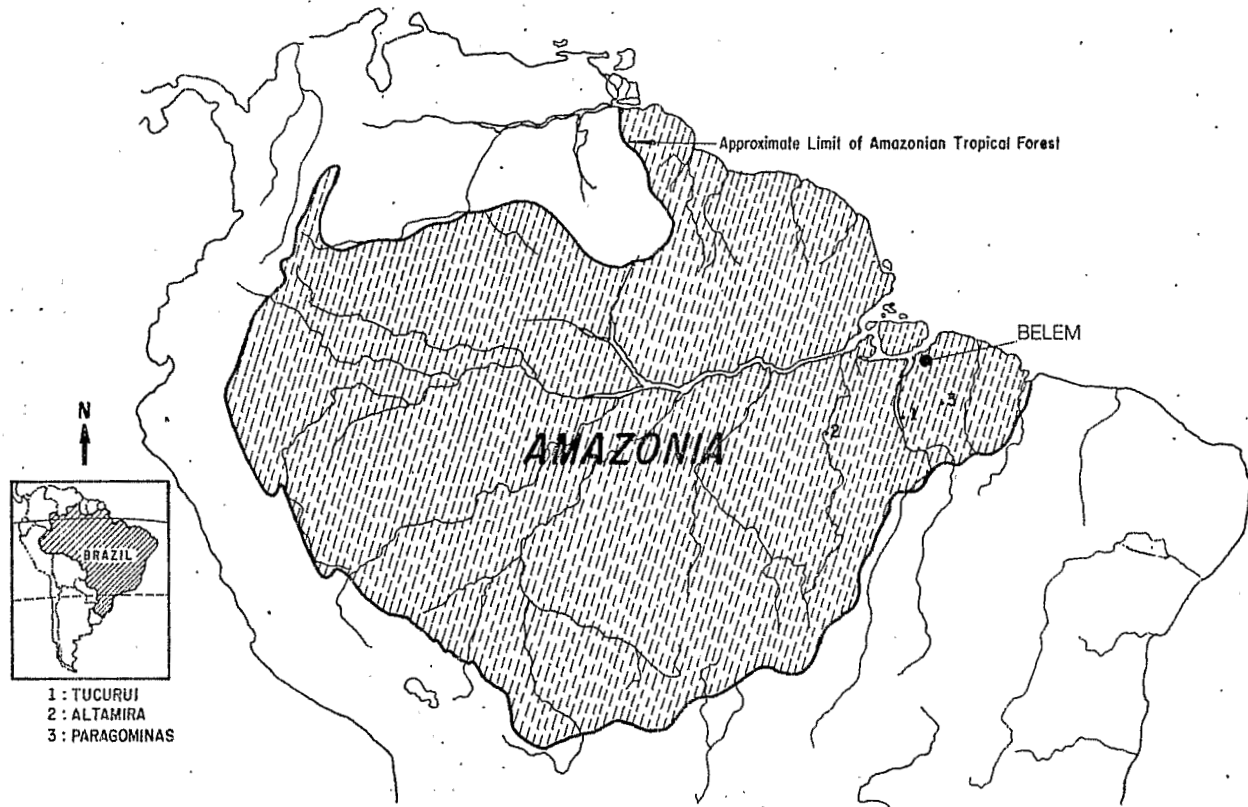 Approximate Limit of Amazonian Tropical Forest
BELEM
1
3
2
AMAZONIA
N
BRAZIL
1 : TUCURUI
2 : ALTAMIRA
3 : PARAGOMINAS